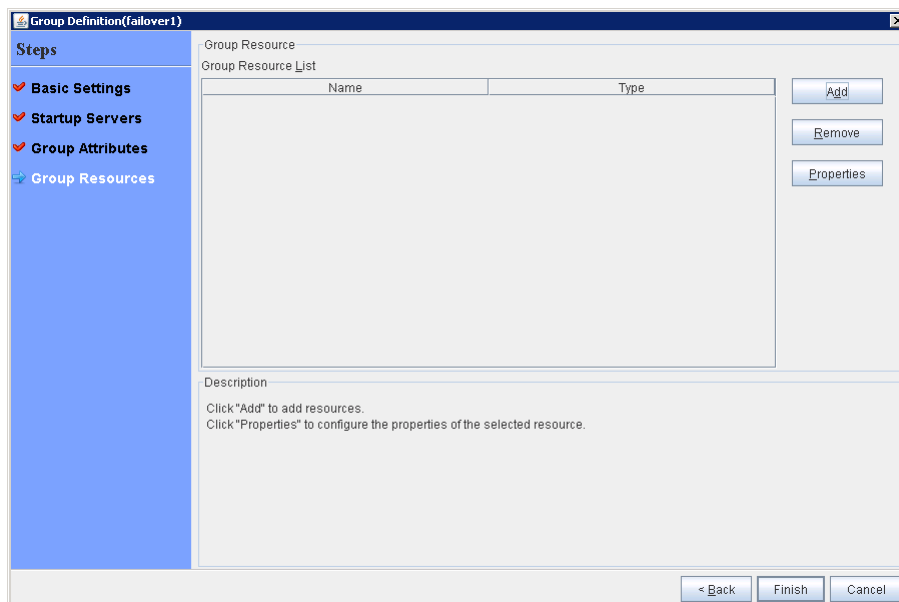 Group Definition(failover1)
Steps
Basic Settings
Startup Servers
Group Attributes
Group Resources
Group Resource
Group Resource List
Name Type
Add
Remove
Properties
Description
Click "Add" to add resources.
Click "Properties" to configure the properties of the selected resource.
< Back Finish Cancel